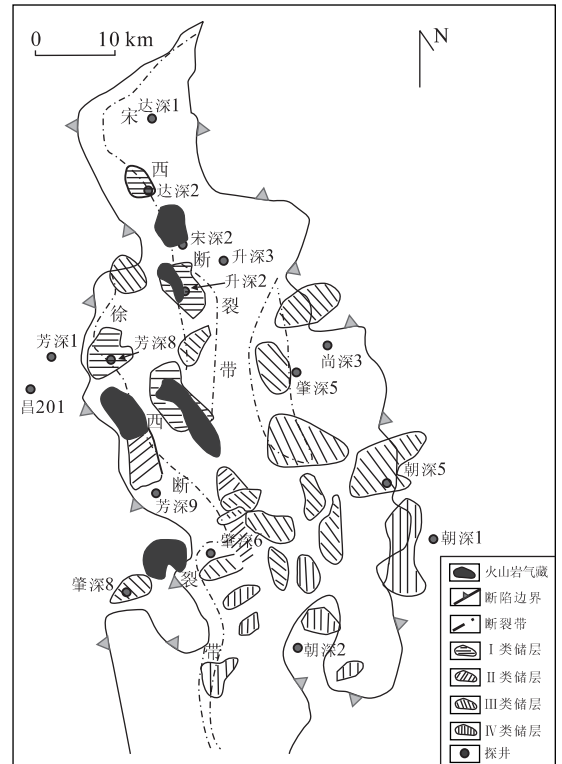 0 10 km
N
达深1
宋
西
达深2
宋深2
断
升深3
升深2
裂
徐
芳深1
芳深8
尚深3
带
肇深5
昌201
西
断
朝深5
芳深9
肇深6
朝深1
裂
肇深8
带
朝深2
火山岩气藏
断陷边界
断裂带
Ⅰ类储层
Ⅱ类储层
Ⅲ类储层
Ⅳ类储层
探井